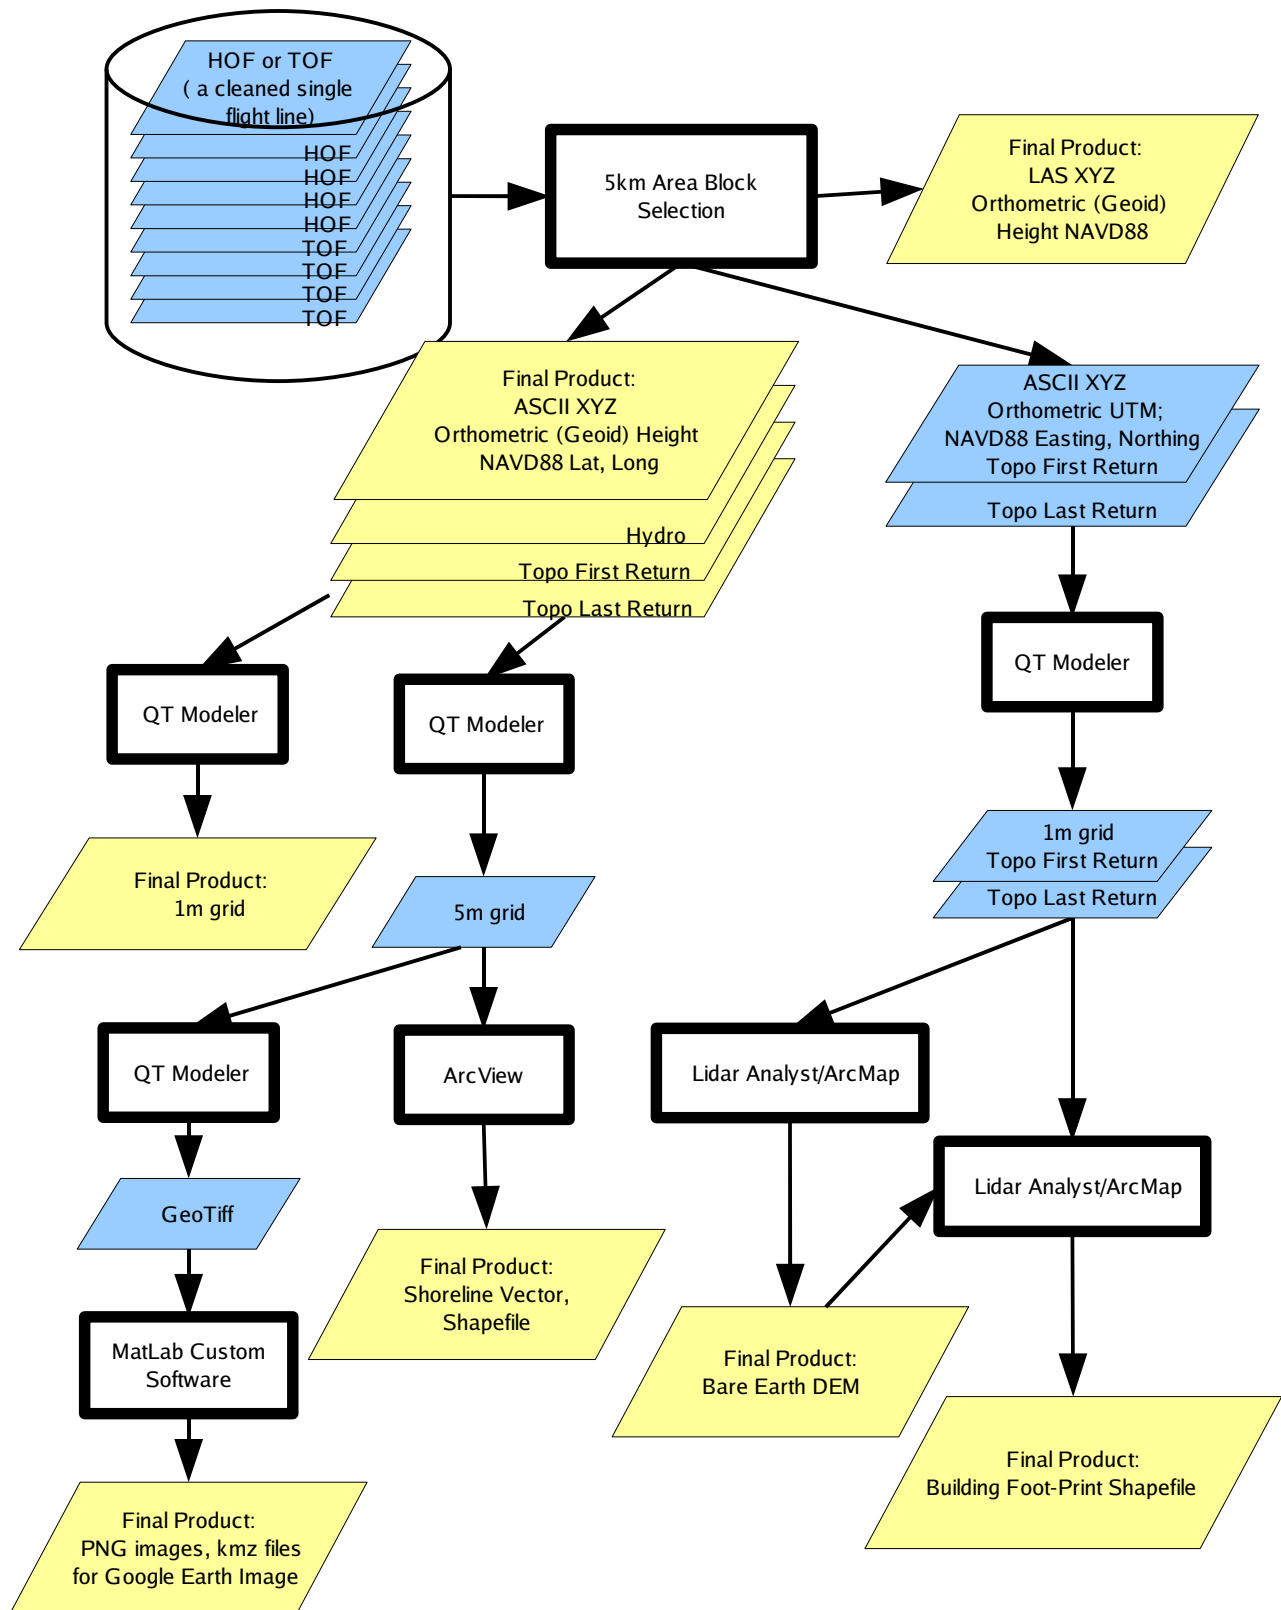 HOF or TOF
( a cleaned single
flight line)
HOF
HOF
HOF
HOF
TOF
TOF
TOF
TOF
5km Area Block
Selection
Final Product:
LAS XYZ
Orthometric (Geoid)
Height NAVD88
Final Product:
ASCII XYZ
Orthometric (Geoid) Height
NAVD88 Lat, Long
Hydro
Topo First Return
Topo Last Return
ASCII XYZ
Orthometric UTM;
NAVD88 Easting, Northing
Topo First Return
Topo Last Return
QT Modeler
QT Modeler
QT Modeler
Final Product:
1m grid
5m grid
1m grid
Topo First Return
Topo Last Return
QT Modeler
ArcView
Lidar Analyst/ArcMap
Lidar Analyst/ArcMap
GeoTiff
Final Product:
Shoreline Vector,
Shapefile
MatLab Custom
Software
Final Product:
Bare Earth DEM
Final Product:
Building Foot-Print Shapefile
Final Product:
PNG images, kmz files
for Google Earth Image